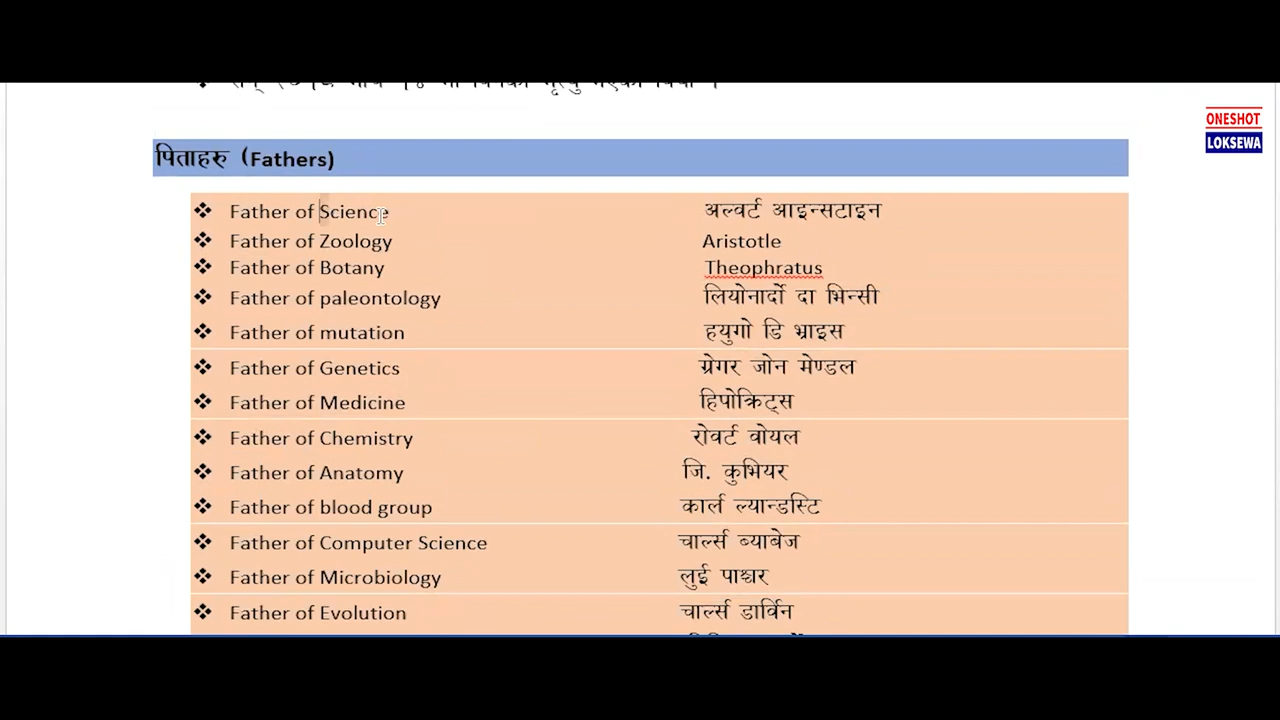 ONESHOT
LOKSEWA
पिताहरु (Fathers)
❖ Father of Science अल्वर्ट आइन्सटाइन
❖ Father of Zoology Aristotle
❖ Father of Botany Theophratus
❖ Father of paleontology लियोनार्दो दा भिन्सी
❖ Father of mutation हयुगो डि भ्राइस
❖ Father of Genetics ग्रेगर जोन मेण्डल
❖ Father of Medicine हिपोक्रिट्स
❖ Father of Chemistry रोवर्ट वोयल
❖ Father of Anatomy जि. कुभियर
❖ Father of blood group कार्ल ल्यान्डस्टि
❖ Father of Computer Science चार्ल्स ब्याबेज
❖ Father of Microbiology लुई पाश्चर
❖ Father of Evolution चार्ल्स डार्विन